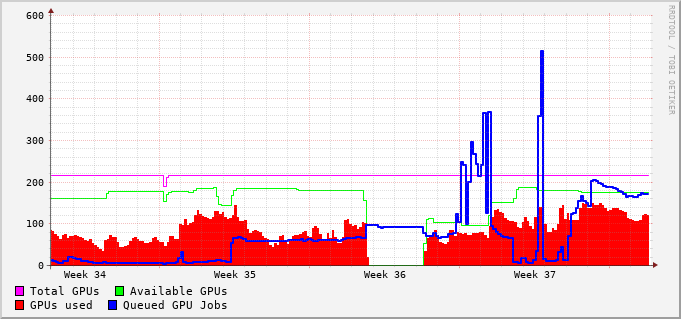 600
500
400
300
200
100
0
Week 34 Week 35 Week 36 Week 37
Total GPUs Available GPUs
GPUs used Queued GPU Jobs
RRDTOOL / TOBI OETIKER